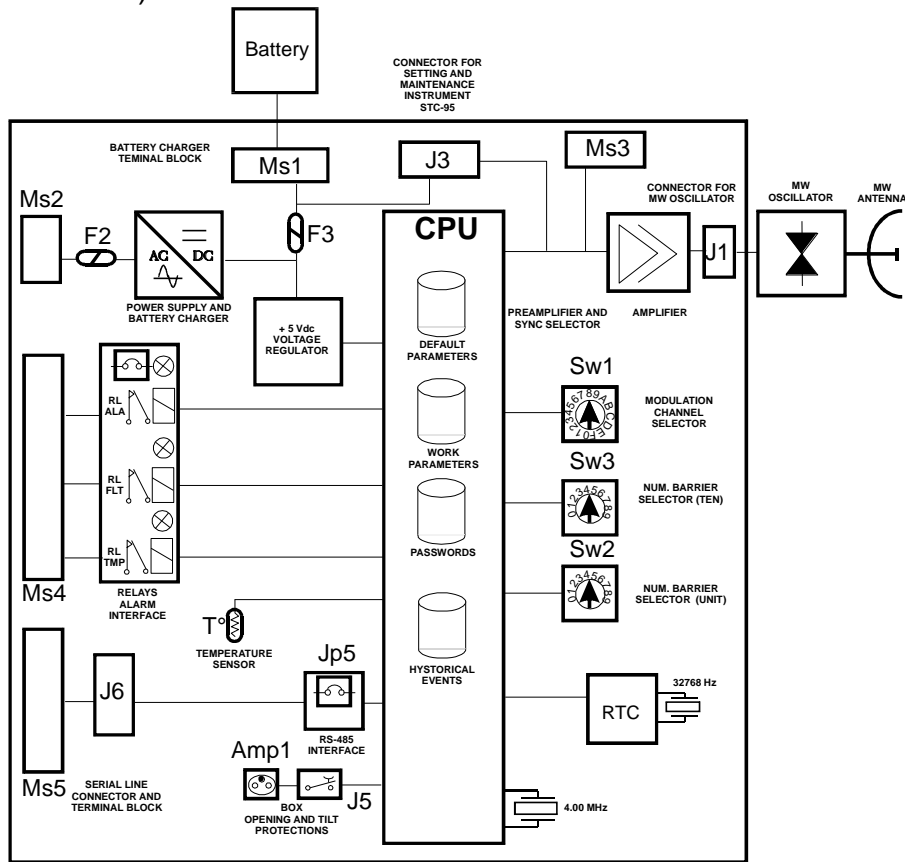 )
Battery
CONNECTOR FOR
SETTING AND
MAINTENANCE
INSTRUMENT
STC-95
BATTERY CHARGER
TEMINAL BLOCK
Ms1
J3
Ms3
Ms2
F2
AC
DC
F3
POWER SUPPLY AND
BATTERY CHARGER
+ 5 Vdc
VOLTAGE
REGULATOR
CPU
CONNECTOR FOR
MW OSCILLATOR
J1
MW
OSCILLATOR
MW
ANTENNA
PREAMPLIFIER AND
SYNC SELECTOR
AMPLIFIER
DEFAULT
PARAMETERS
WORK
PARAMETERS
PASSWORDS
HYSTORICAL
EVENTS
RL
ALA
RL
FLT
RL
TMP
Ms4
RELAYS
ALARM
INTERFACE
Sw1
0123456789ABCDEF
MODULATION
CHANNEL
SELECTOR
Sw3
0123456789
NUM. BARRIER
SELECTOR (TEN)
Sw2
0123456789
NUM. BARRIER
SELECTOR (UNIT)
T°
TEMPERATURE
SENSOR
Jp5
RS-485
INTERFACE
J6
Ms5
SERIAL LINE
CONNECTOR AND
TERMINAL BLOCK
Amp1
J5
BOX
OPENING AND TILT
PROTECTIONS
RTC
32768 Hz
4.00 MHz